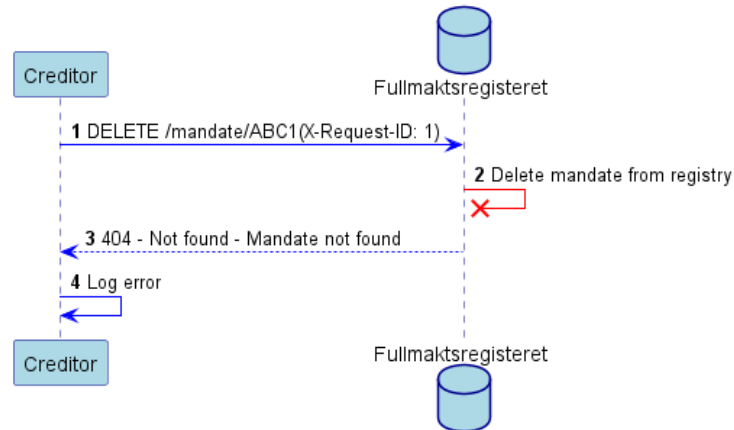 Creditor
Fullmaktsregisteret
1 DELETE /mandate/ABC1(X-Request-ID: 1)
2 Delete mandate from registry
3 404 - Not found - Mandate not found
4 Log error
Creditor
Fullmaktsregisteret